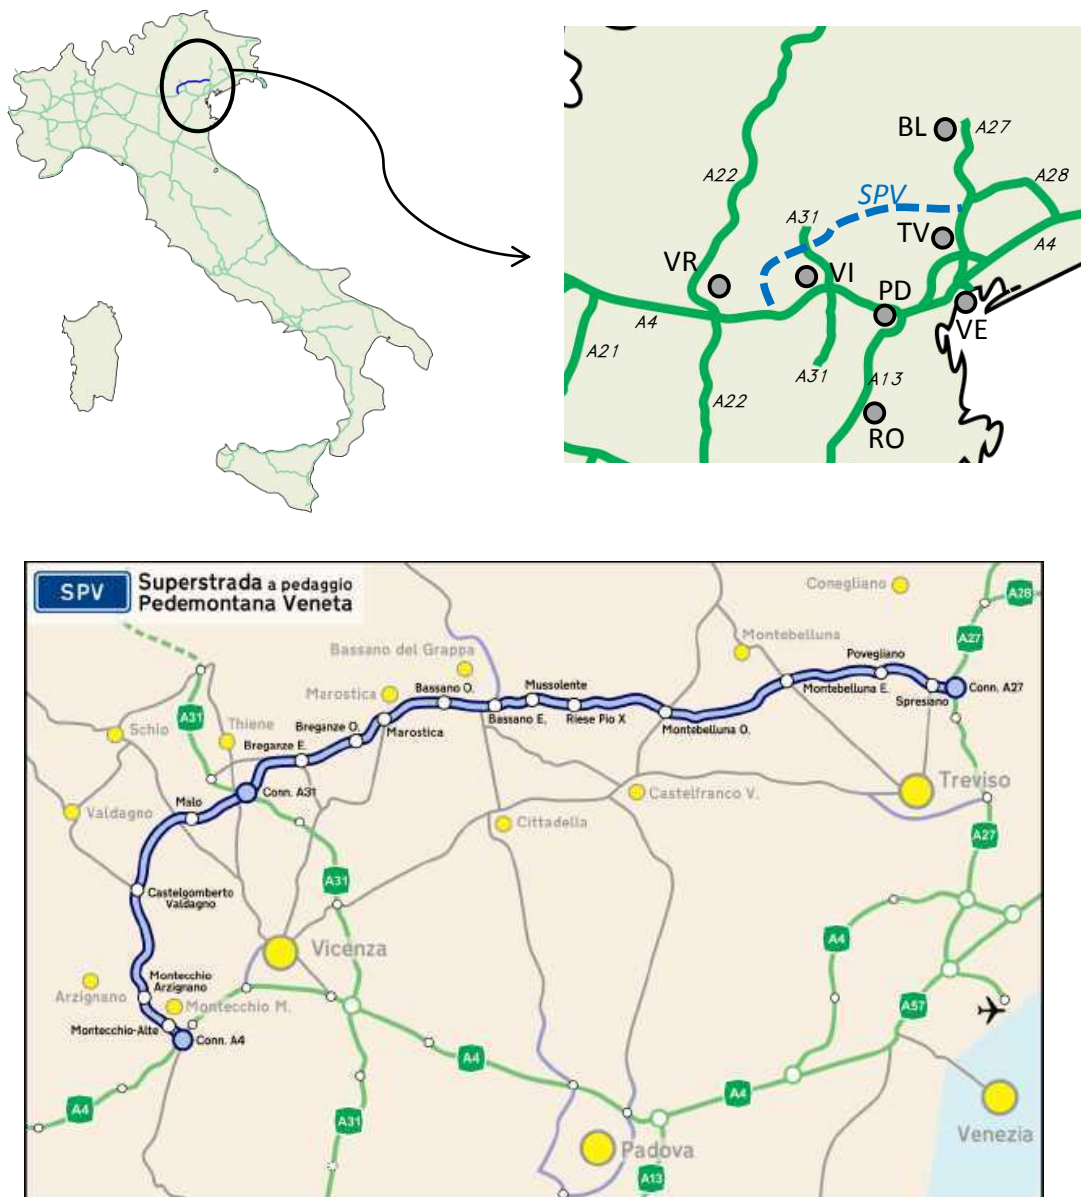 BL
A27
A22
A28
SPV
A31
TV
A4
VR
VI
PD
VE
A4
A21
A31
A13
A22
RO
SPV
Superstrada a pedaggio
Pedemontana Veneta
Conegliano
A28
A27
Montebelluna
Bassano del Grappa
Povegliano
Marostica
Bassano O.
Mussolente
Conn. A27
Montebelluna E.
Spresiano
A31
Thiene
Breganze O.
Bassano E.
Riese Pio X
Schio
Marostica
Montebelluna O.
Breganze E.
Treviso
Conn. A31
Castelfranco V.
Malo
Valdagno
Cittadella
A27
A31
Castelgomberto
Valdagno
A4
Vicenza
Montecchio
Arzignano
Arzignano
Montecchio M.
A57
Montechio-Alte
Conn. A4
A4
A4
A4
A31
Venezia
Padova
A13